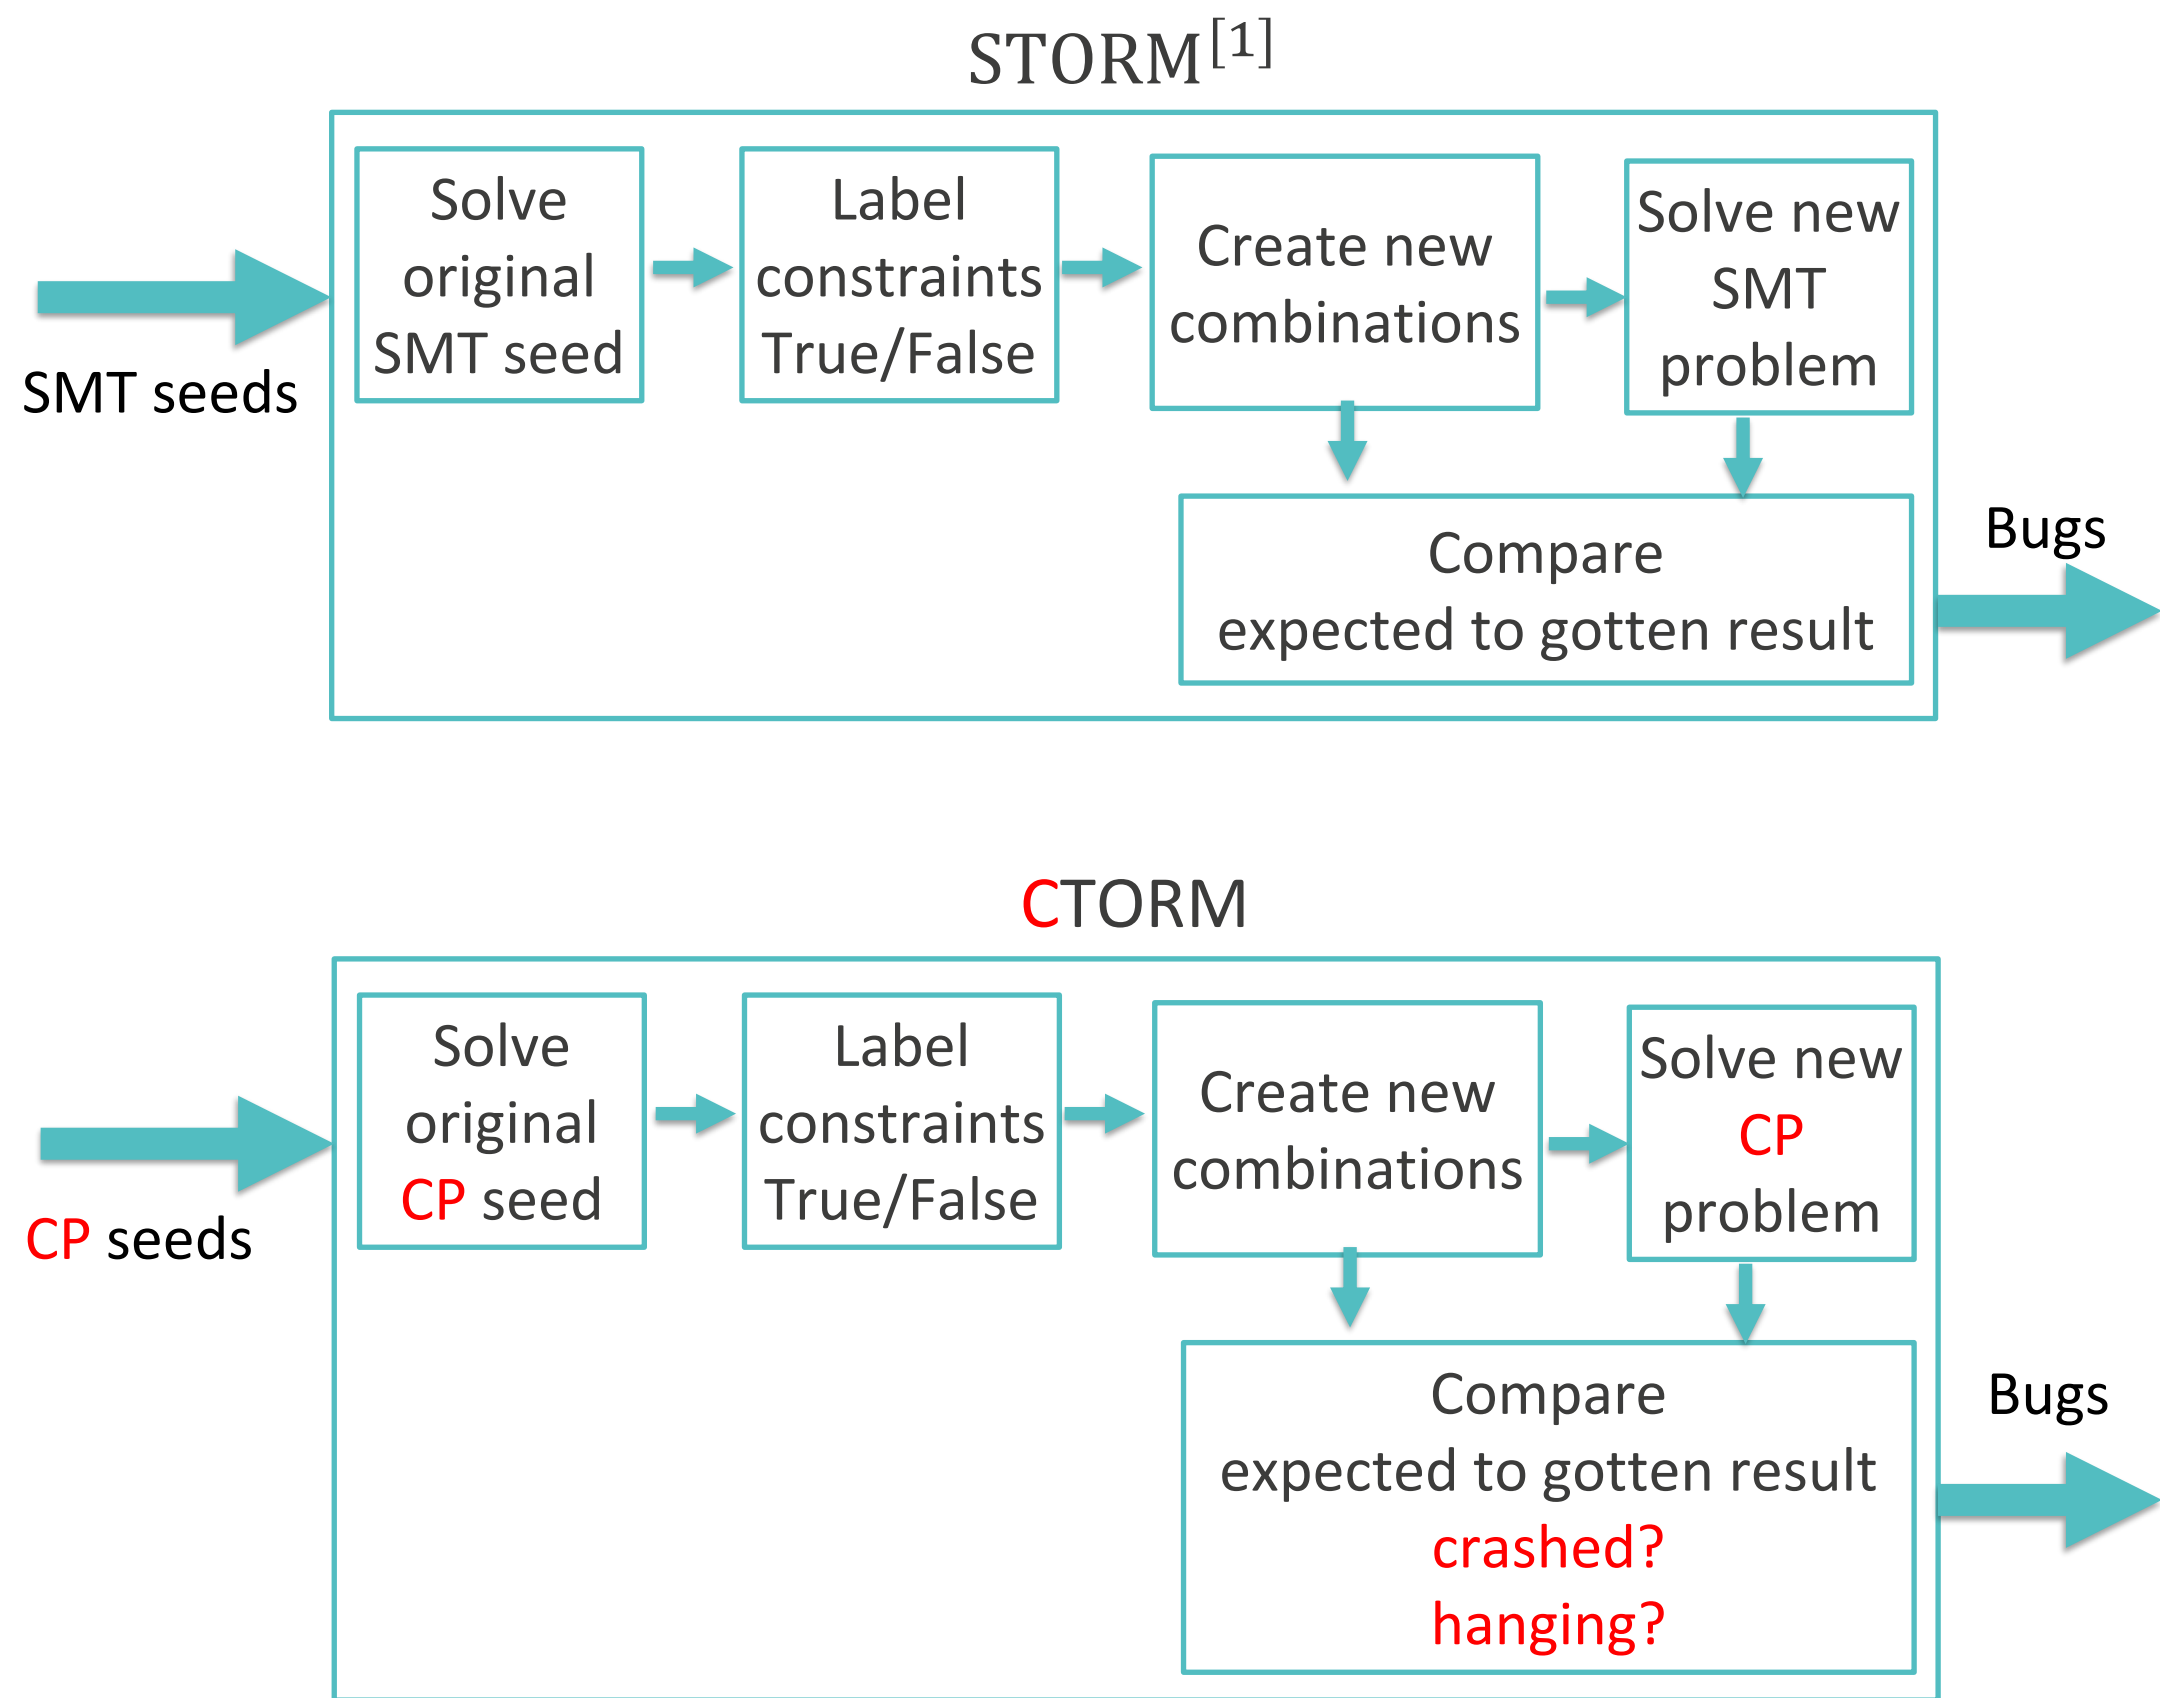 STORM[1]
Solve
original
SMT seed
Label
constraints
True/False
Create new
combinations
Solve new
SMT
problem
SMT seeds
Compare
expected to gotten result
Bugs
CTORM
Solve
original
CP seed
Label
constraints
True/False
Create new
combinations
Solve new
CP
problem
CP seeds
Compare
expected to gotten result
crashed?
hanging?
Bugs